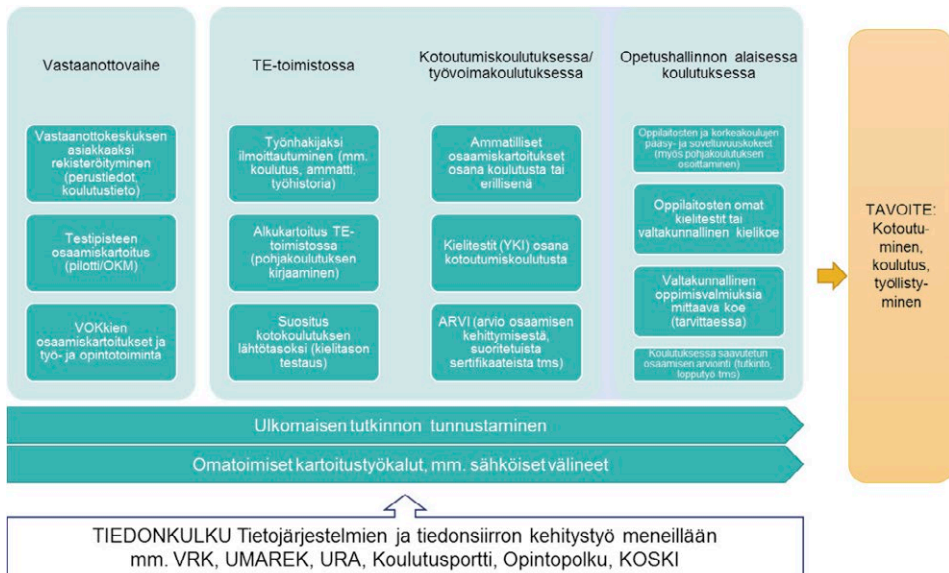 Vastaanottovaihe
Vastaanottokeskuksen
asiakkaaksi
rekisteröityminen
(perustiedot,
koulutustieto)
Testipisteen
osaamiskartoitus
(pilotti/OKM)
VOKkien
osaamiskartoitukset ja
työ- ja opintotoiminta
TE-toimistossa
Työnhakijaksi
ilmoittautuminen (mm.
koulutus, ammatti,
työhistoria)
Alkukartoitus TE-
toimistossa
(pohjakoulutuksen
kirjaaminen)
Suositus
kotokoulutuksen
lähtötasoksi (kielitason
testaus)
Kotoutumiskoulutuksessa/
työvoimakoulutuksessa
Ammatilliset
osaamiskartoitukset
osana koulutusta tai
erillisenä
Kielitestit (YKI) osana
kotoutumiskoulutusta
ARVI (arvio osaamisen
kehittymisestä,
suoritetuista
sertifikaateista tms)
Opetushallinnon alaisessa
koulutuksessa
Oppilaitosten ja korkeakoulujen
pääsy- ja soveltuvuuskokeet
(myös pohjakoulutuksen
osoittaminen)
Oppilaitosten omat
kielitestit tai
valtakunnallinen kielikoe
Valtakunnallinen
oppimisvalmiuksia
mittaava koe
(tarvittaessa)
Koulutuksessa saavutetun
osaamisen arviointi (tutkinto,
lopputyö tms)
TAVOITE:
Kotoutu-
minen,
koulutus,
työllisty-
minen
Ulkomaisen tutkinnon tunnustaminen
Omatoimiset kartoitustyökalut, mm. sähköiset välineet
TIEDONKULKU Tietojärjestelmien ja tiedonsiirron kehitystyö meneillään
mm. VRK, UMAREK, URA, Koulutusportti, Opintopolku, KOSKI